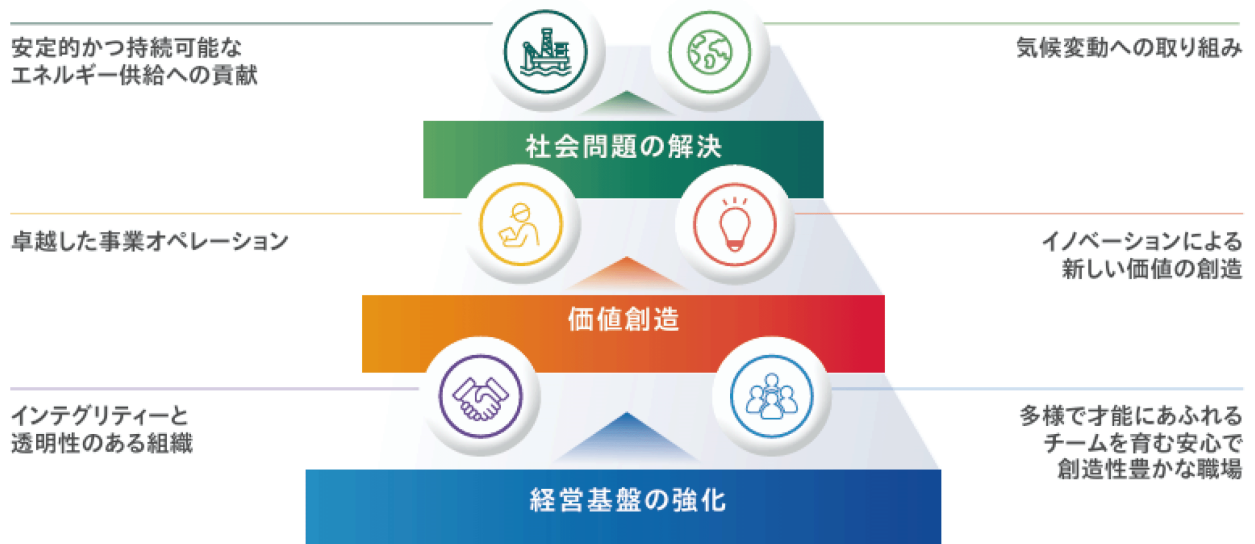 安定的かつ持続可能な
エネルギー供給への貢献
気候変動への取り組み
社会問題の解決
卓越した事業オペレーション
イノベーションによる
新しい価値の創造
価値創造
インテグリティーと
透明性のある組織
多様で才能にあふれる
チームを育む安心で
創造性豊かな職場
経営基盤の強化